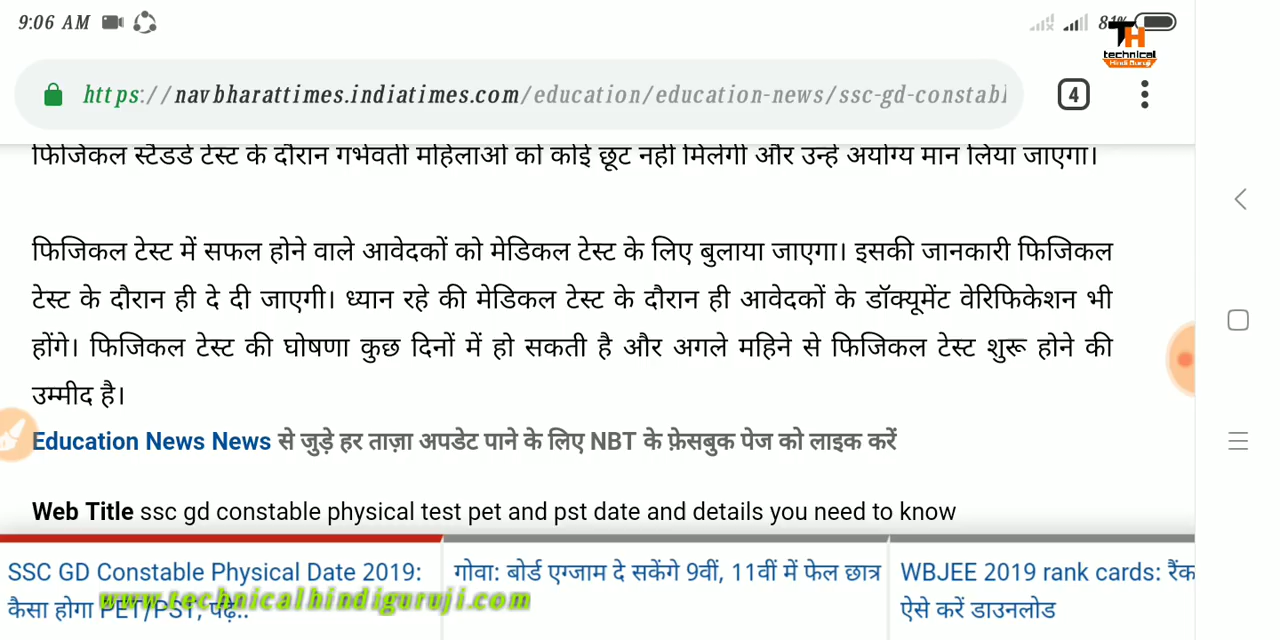 9:06 AM
81%
TH
technical
Hindi Guruji
https://navbharattimes.indiatimes.com/education/education-news/ssc-gd-constabl
4
फिजिकल स्टैंडर्ड टेस्ट के दौरान गर्भवती महिलाओं को कोई छूट नहीं मिलेगी और उन्हें अयोग्य मान लिया जाएगा।
फिजिकल टेस्ट में सफल होने वाले आवेदकों को मेडिकल टेस्ट के लिए बुलाया जाएगा। इसकी जानकारी फिजिकल
टेस्ट के दौरान ही दे दी जाएगी। ध्यान रहे की मेडिकल टेस्ट के दौरान ही आवेदकों के डॉक्यूमेंट वेरिफिकेशन भी
होंगे। फिजिकल टेस्ट की घोषणा कुछ दिनों में हो सकती है और अगले महिने से फिजिकल टेस्ट शुरू होने की
उम्मीद है।
Education News News से जुड़े हर ताज़ा अपडेट पाने के लिए NBT के फ़ेसबुक पेज को लाइक करें
Web Title ssc gd constable physical test pet and pst date and details you need to know
SSC GD Constable Physical Date 2019:
कैसा होगा PET/PST, पढ़ें..
www.technicalhindiguruji.com
गोवा: बोर्ड एग्जाम दे सकेंगे 9वीं, 11वीं में फेल छात्र
WBJEE 2019 rank cards: रैंक
ऐसे करें डाउनलोड